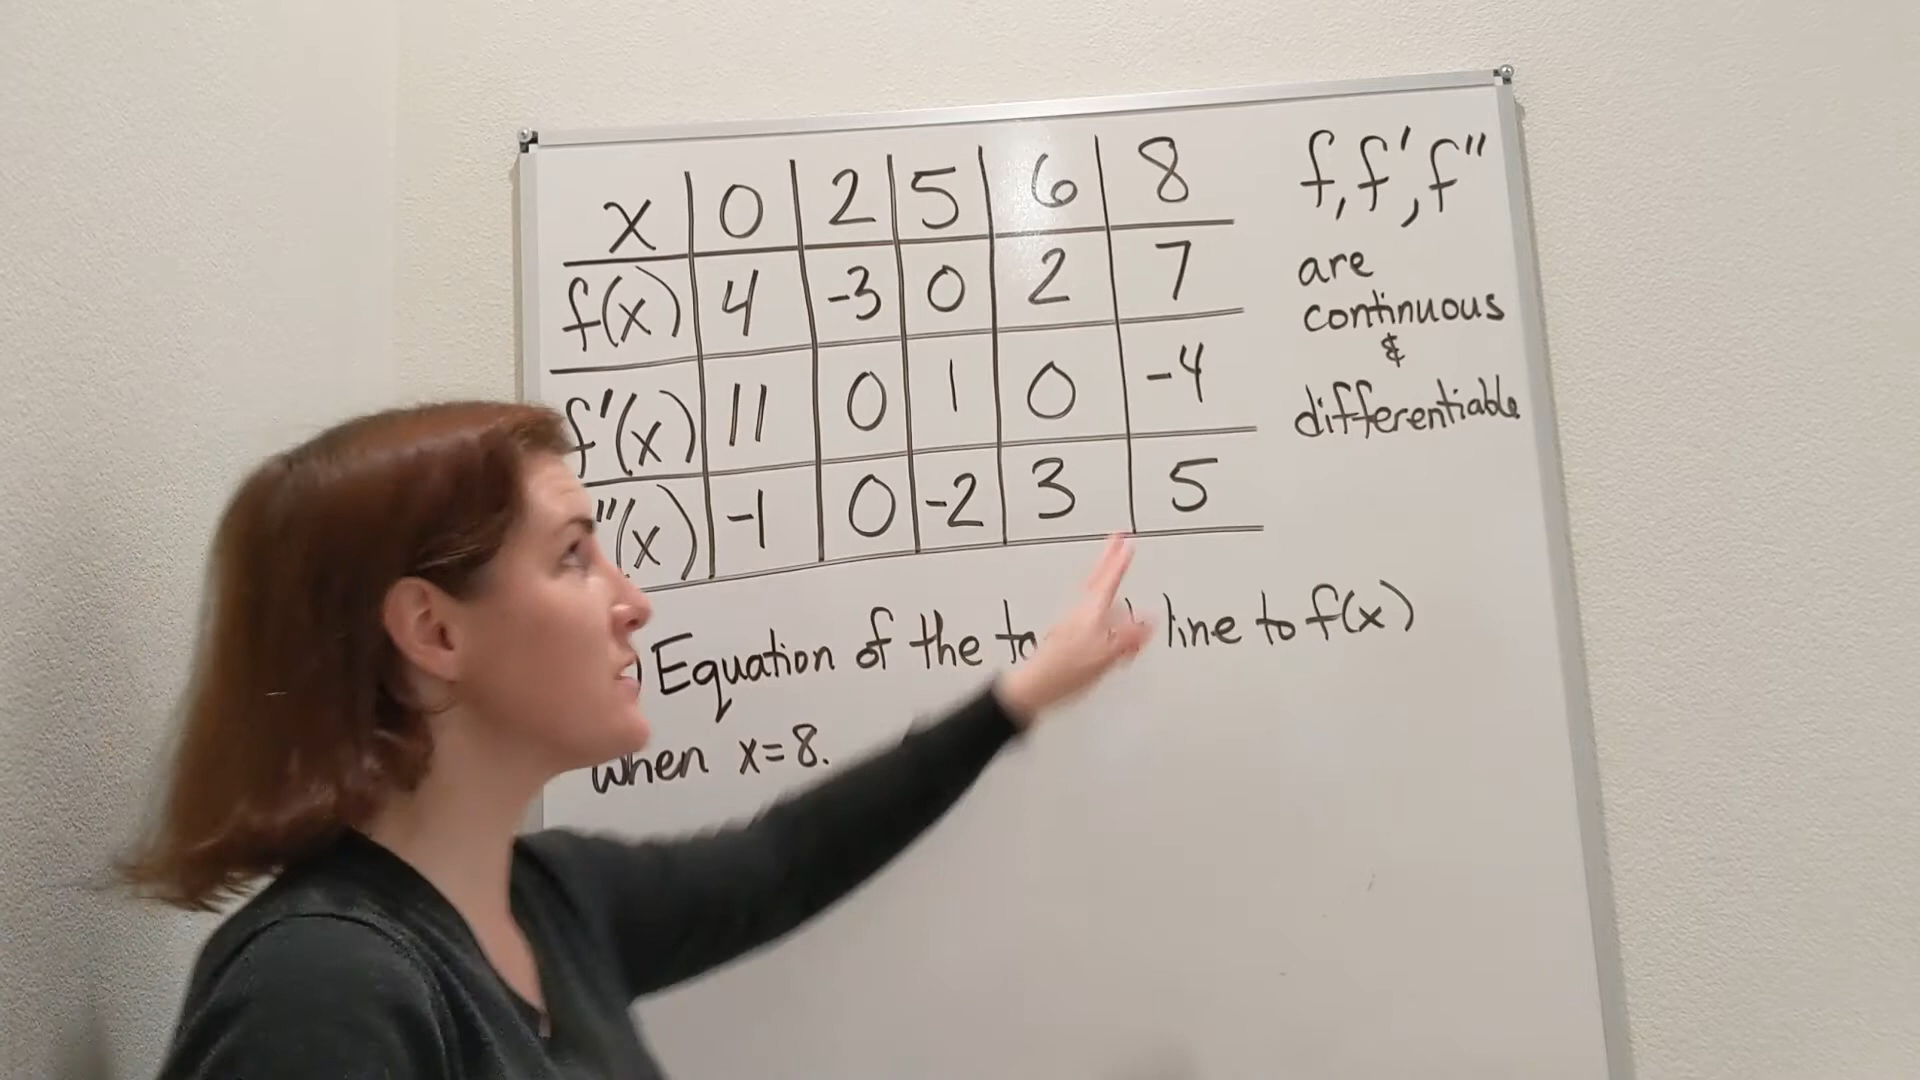 x 0 2 5 6 8
f(x) 4 -3 0 2 7
f'(x) 11 0 1 0 -4
"(x) -1 0 -2 3 5
f, f', f"
are
continuous
&
differentiable
) Equation of the line to f(x)
when x=8.